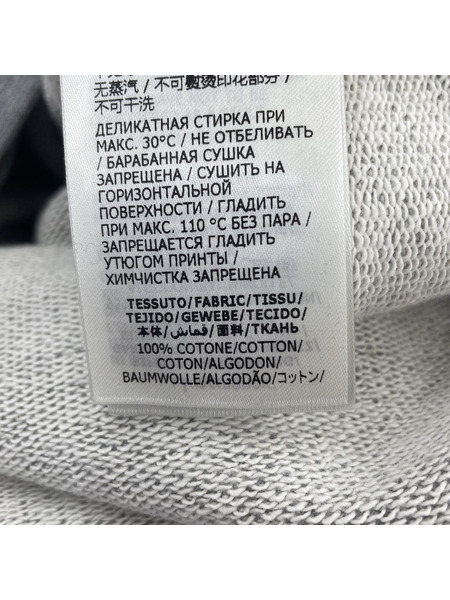 无蒸汽 / 不可熨烫印花部分 /
不可干洗
ДЕЛИКАТНАЯ СТИРКА ПРИ
МАКС. 30°C / НЕ ОТБЕЛИВАТЬ
/ БАРАБАННАЯ СУШКА
ЗАПРЕЩЕНА / СУШИТЬ НА
ГОРИЗОНТАЛЬНОЙ
ПОВЕРХНОСТИ / ГЛАДИТЬ
ПРИ МАКС. 110 °C БЕЗ ПАРА /
ЗАПРЕЩАЕТСЯ ГЛАДИТЬ
УТЮГОМ ПРИНТЫ /
ХИМЧИСТКА ЗАПРЕЩЕНА
TESSUTO/FABRIC/TISSU/
TEJIDO/GEWEBE/TECIDO/
本体/قماش/面料/ТКАНЬ
100% COTONE/COTTON/
COTON/ALGODON/
BAUMWOLLE/ALGODÃO/コットン/